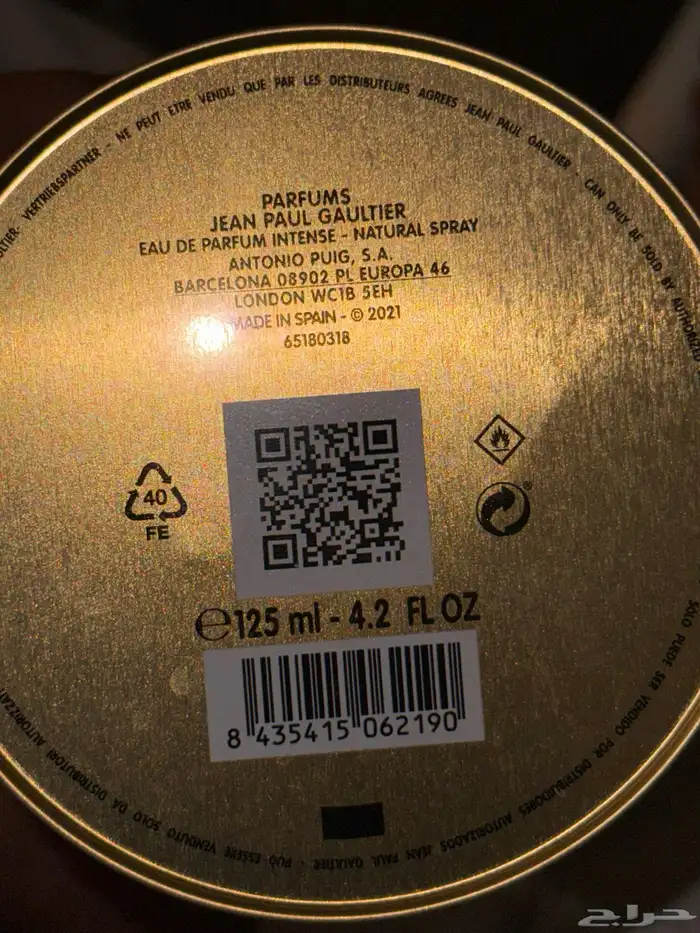 OLTIER- VERTRIEBSPARTNER - NE PEUT ETRE VENDU QUE PAR LES DISTRIBUTEURS AGREES JEAN PAUL GAULTIER - CAN ONLY BE SOLD BY AUTHORIZE
PARFUMS
JEAN PAUL GAULTIER
EAU DE PARFUM INTENSE - NATURAL SPRAY
ANTONIO PUIG, S.A.
BARCELONA 08902 PL EUROPA 46
LONDON WC1B 5EH
MADE IN SPAIN - © 2021
65180318
40
FE
℮125 ml - 4.2 FL OZ
8 435415 062190
SOLO PUEDE SER VENDIDO POR DISTRIBUIDORES AUTORIZADOS JEAN PAUL GAULTIER - PUÒ ESSERE VENDUTO SOLO DA DISTRIBUTORI AUTORIZZAT
حراج